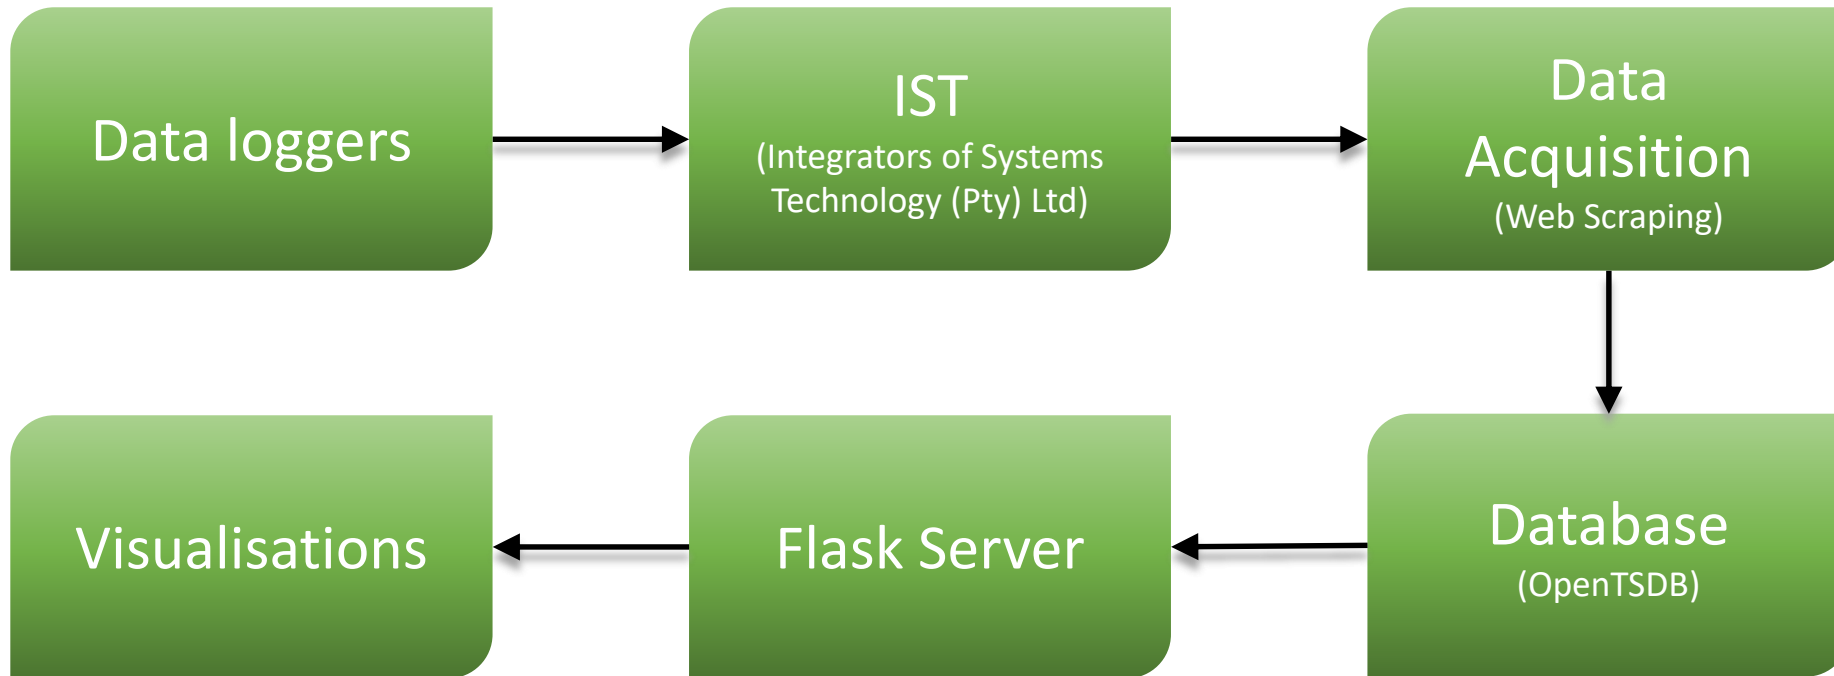 Data loggers
IST
(Integrators of Systems
Technology (Pty) Ltd)
Data
Acquisition
(Web Scraping)
Visualisations
Flask Server
Database
(OpenTSDB)